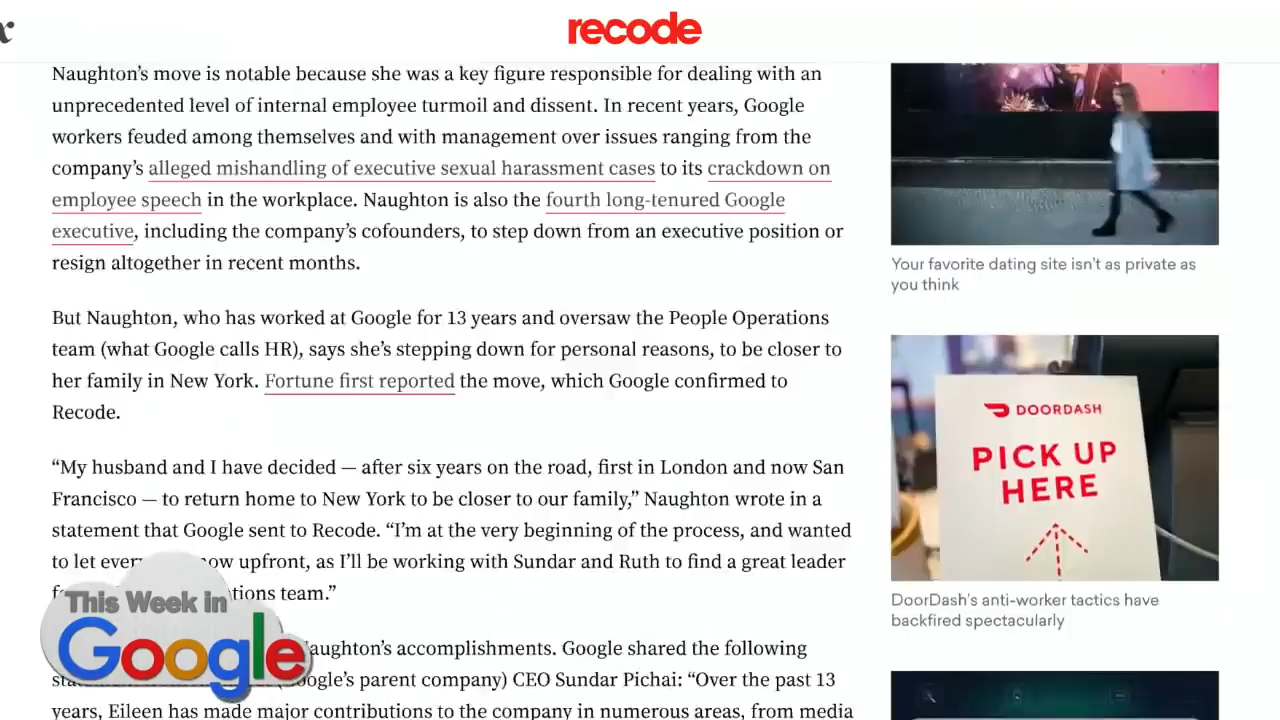 x
recode
Naughton’s move is notable because she was a key figure responsible for dealing with an
unprecedented level of internal employee turmoil and dissent. In recent years, Google
workers feuded among themselves and with management over issues ranging from the
company’s alleged mishandling of executive sexual harassment cases to its crackdown on
employee speech in the workplace. Naughton is also the fourth long-tenured Google
executive, including the company’s cofounders, to step down from an executive position or
resign altogether in recent months.
But Naughton, who has worked at Google for 13 years and oversaw the People Operations
team (what Google calls HR), says she’s stepping down for personal reasons, to be closer to
her family in New York. Fortune first reported the move, which Google confirmed to
Recode.
“My husband and I have decided — after six years on the road, first in London and now San
Francisco — to return home to New York to be closer to our family,” Naughton wrote in a
statement that Google sent to Recode. “I’m at the very beginning of the process, and wanted
to let ever ow upfront, as I’ll be working with Sundar and Ruth to find a great leader
tions team.”
aughton’s accomplishments. Google shared the following
oogle’s parent company) CEO Sundar Pichai: “Over the past 13
years, Eileen has made major contributions to the company in numerous areas, from media
This Week in
Google
Your favorite dating site isn’t as private as
you think
DOORDASH
PICK UP
HERE
DoorDash’s anti-worker tactics have
backfired spectacularly